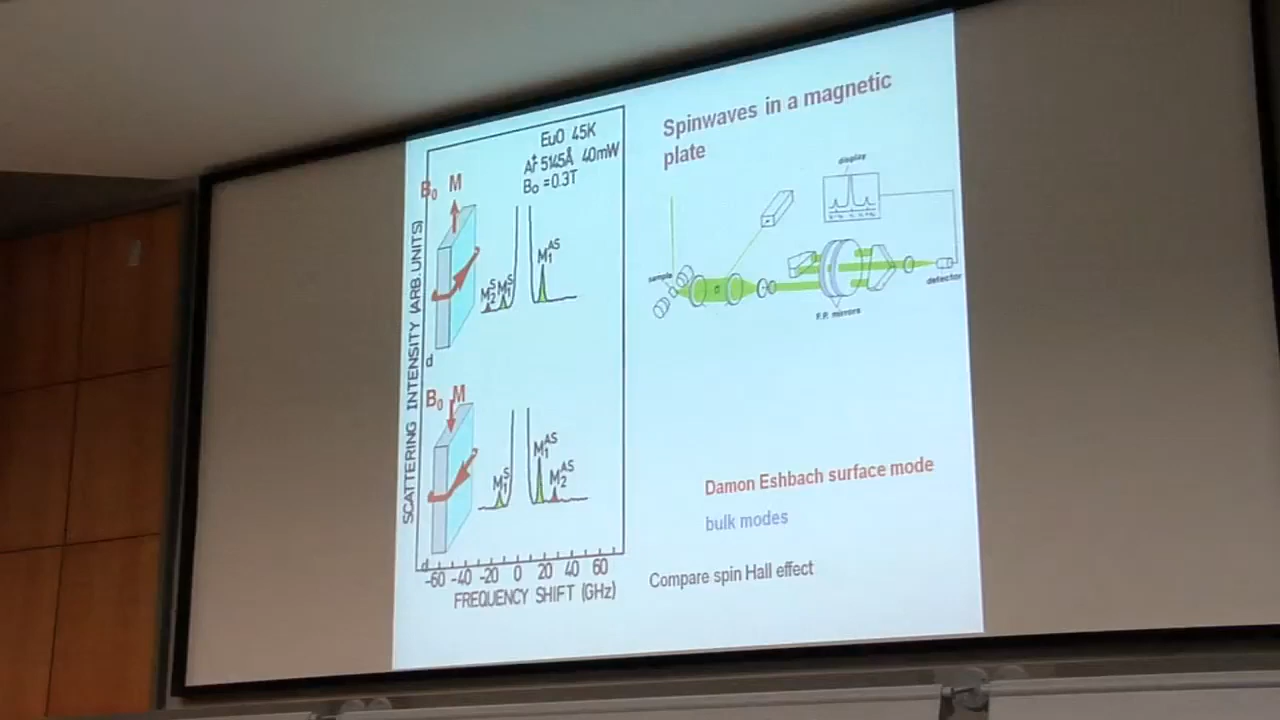 EuO 45K
Ar⁺ 5145Å 40mW
B₀ = 0.3T
B₀ M
M₂ˢ M₁ˢ
M₁ᴬˢ
d
B₀ M
M₁ˢ
M₁ᴬˢ
M₂ᴬˢ
SCATTERING INTENSITY (ARB. UNITS)
-60 -40 -20 0 20 40 60
FREQUENCY SHIFT (GHz)
Spinwaves in a magnetic
plate
display
sample
detector
F.P. mirrors
Damon Eshbach surface mode
bulk modes
Compare spin Hall effect